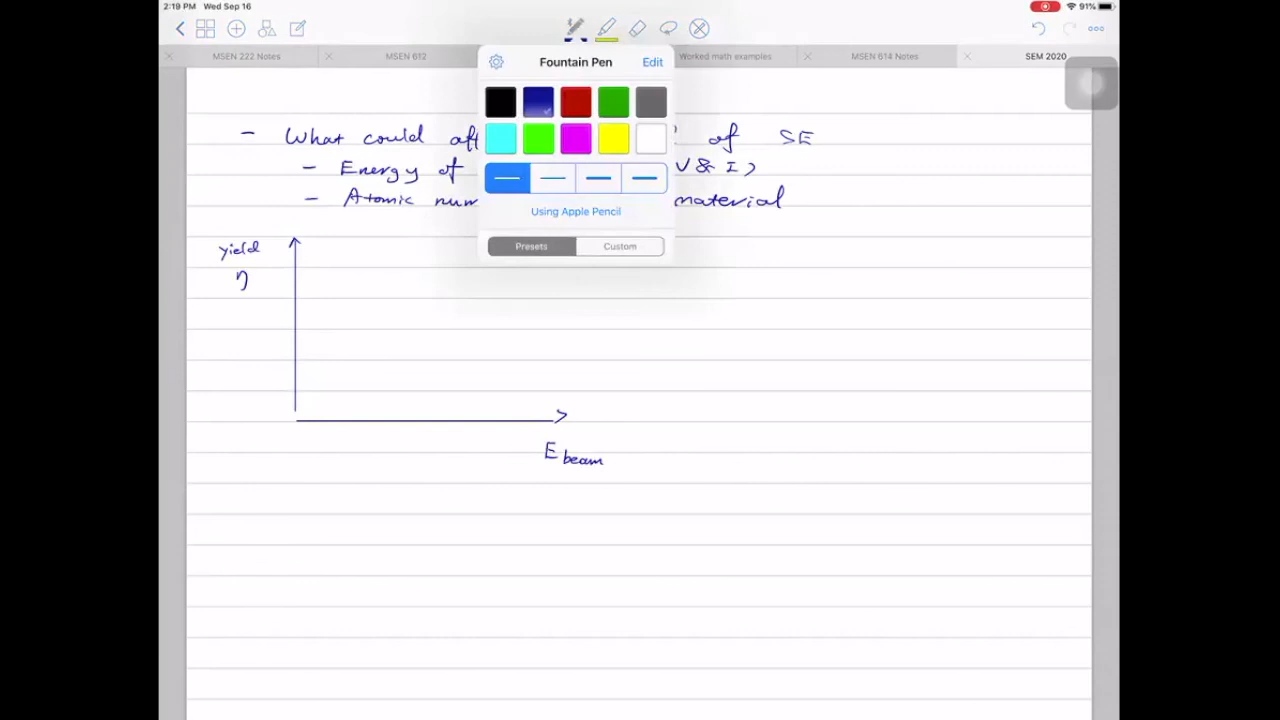 2:19 PM Wed Sep 16
91%
MSEN 222 Notes
MSEN 612
Worked math examples
MSEN 614 Notes
SEM 2020
Fountain Pen
Edit
Using Apple Pencil
Presets
Custom
- What could aff of SE
- Energy of V & I)
- Atomic num material
yield
η
E beam